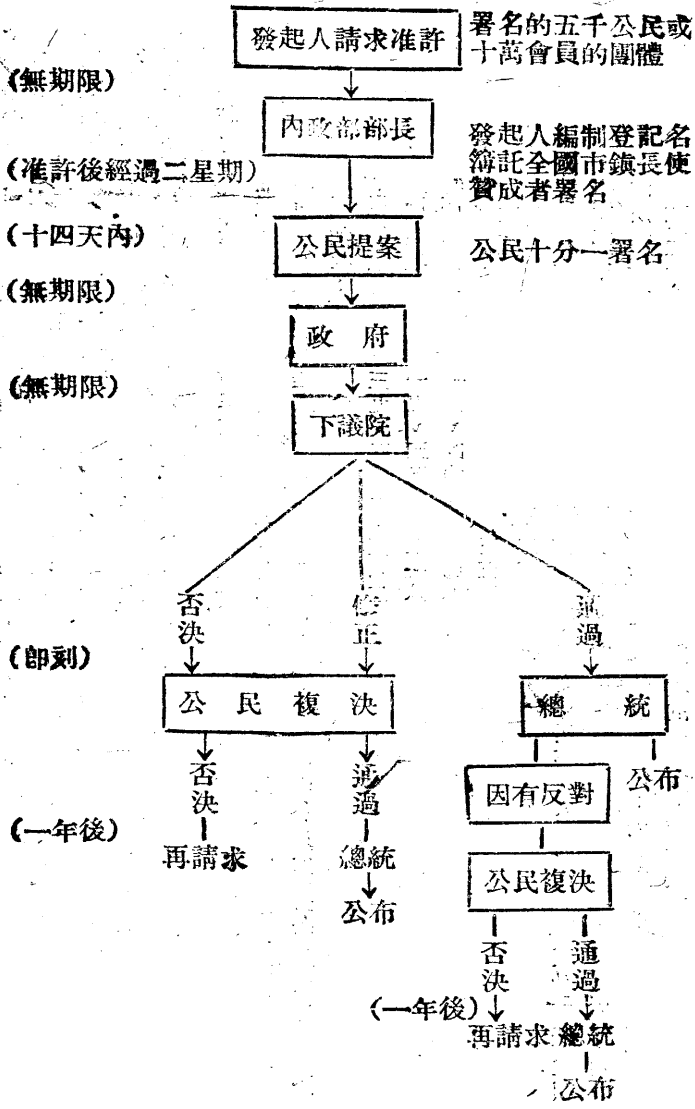 發起人請求准許
署名的五千公民或
十萬會員的團體
(無期限)
內政部部長
發起人編制登記名
簿託全國市鎮長使
贊成者署名
(准許後經過二星期)
(十四天內)
公民提案
公民十分一署名
(無期限)
政府
(無期限)
下議院
否決
修正
通過
(即刻)
公民複決
總統
否決
通過
因有反對
公布
(一年後)
再請求
總統
公民複決
公布
否決
通過
(一年後)
再請求
總統
公布